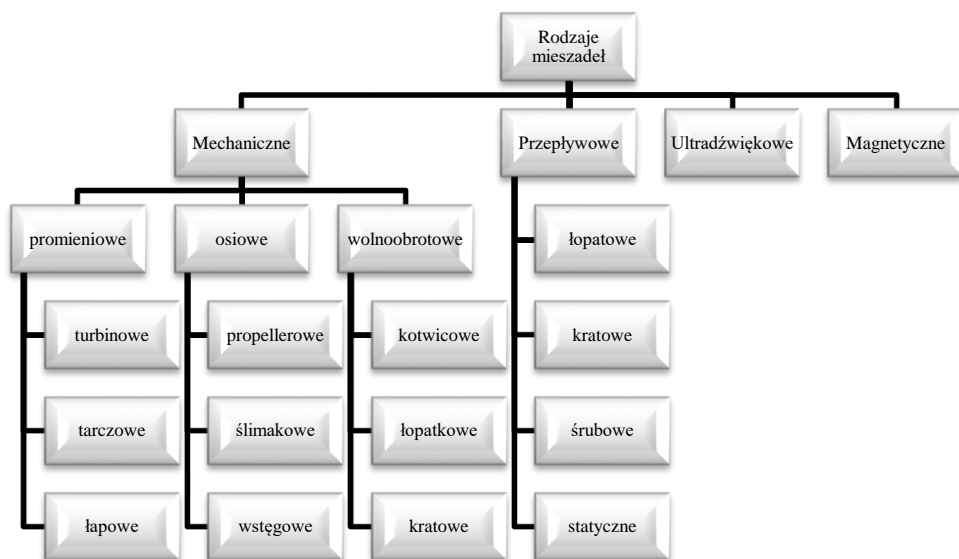 Rodzaje
mieszadeł
Mechaniczne
Przepływowe
Ultradźwiękowe
Magnetyczne
promieniowe
osiowe
wolnoobrotowe
łopatowe
turbinowe
propellerowe
kotwicowe
kratowe
tarczowe
ślimakowe
łopatkowe
śrubowe
łapowe
wstęgowe
kratowe
statyczne